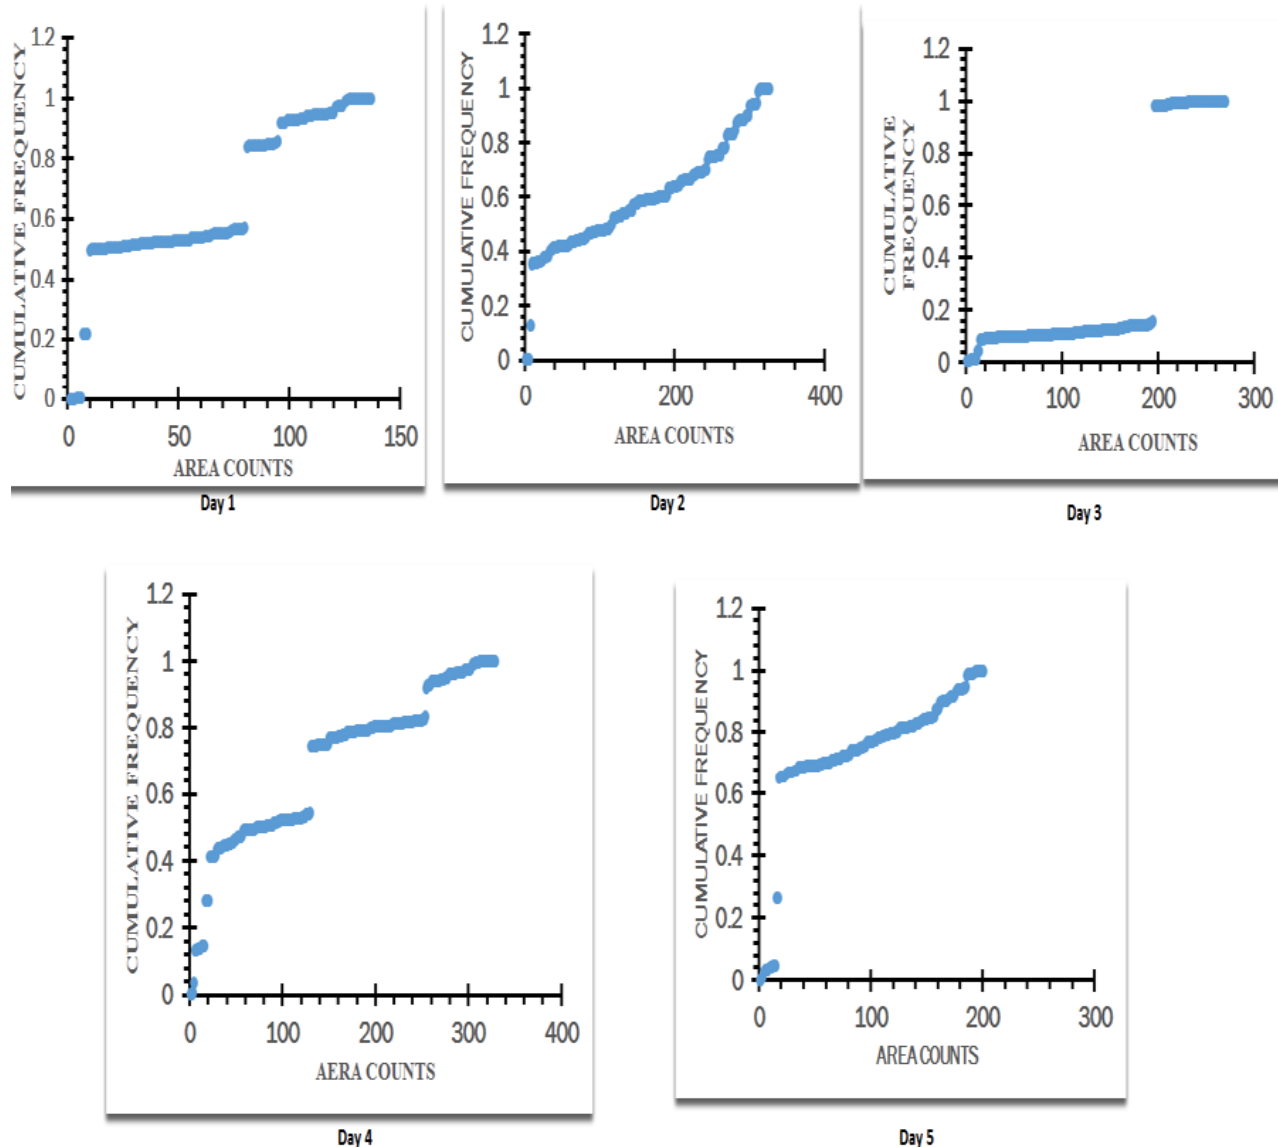 1.2
1
0.8
0.6
0.4
0.2
0
CUMULATIVE FREQUENCY
0 50 100 150
AREA COUNTS
Day 1
1.2
1
0.8
0.6
0.4
0.2
0
CUMULATIVE FREQUENCY
0 200 400
AREA COUNTS
Day 2
1.2
1
0.8
0.6
0.4
0.2
0
CUMULATIVE
FREQUENCY
0 100 200 300
AREA COUNTS
Day 3
1.2
1
0.8
0.6
0.4
0.2
0
CUMULATIVE FREQUENCY
0 100 200 300 400
AERA COUNTS
Day 4
1.2
1
0.8
0.6
0.4
0.2
0
CUMULATIVE FREQUENCY
0 100 200 300
AREA COUNTS
Day 5